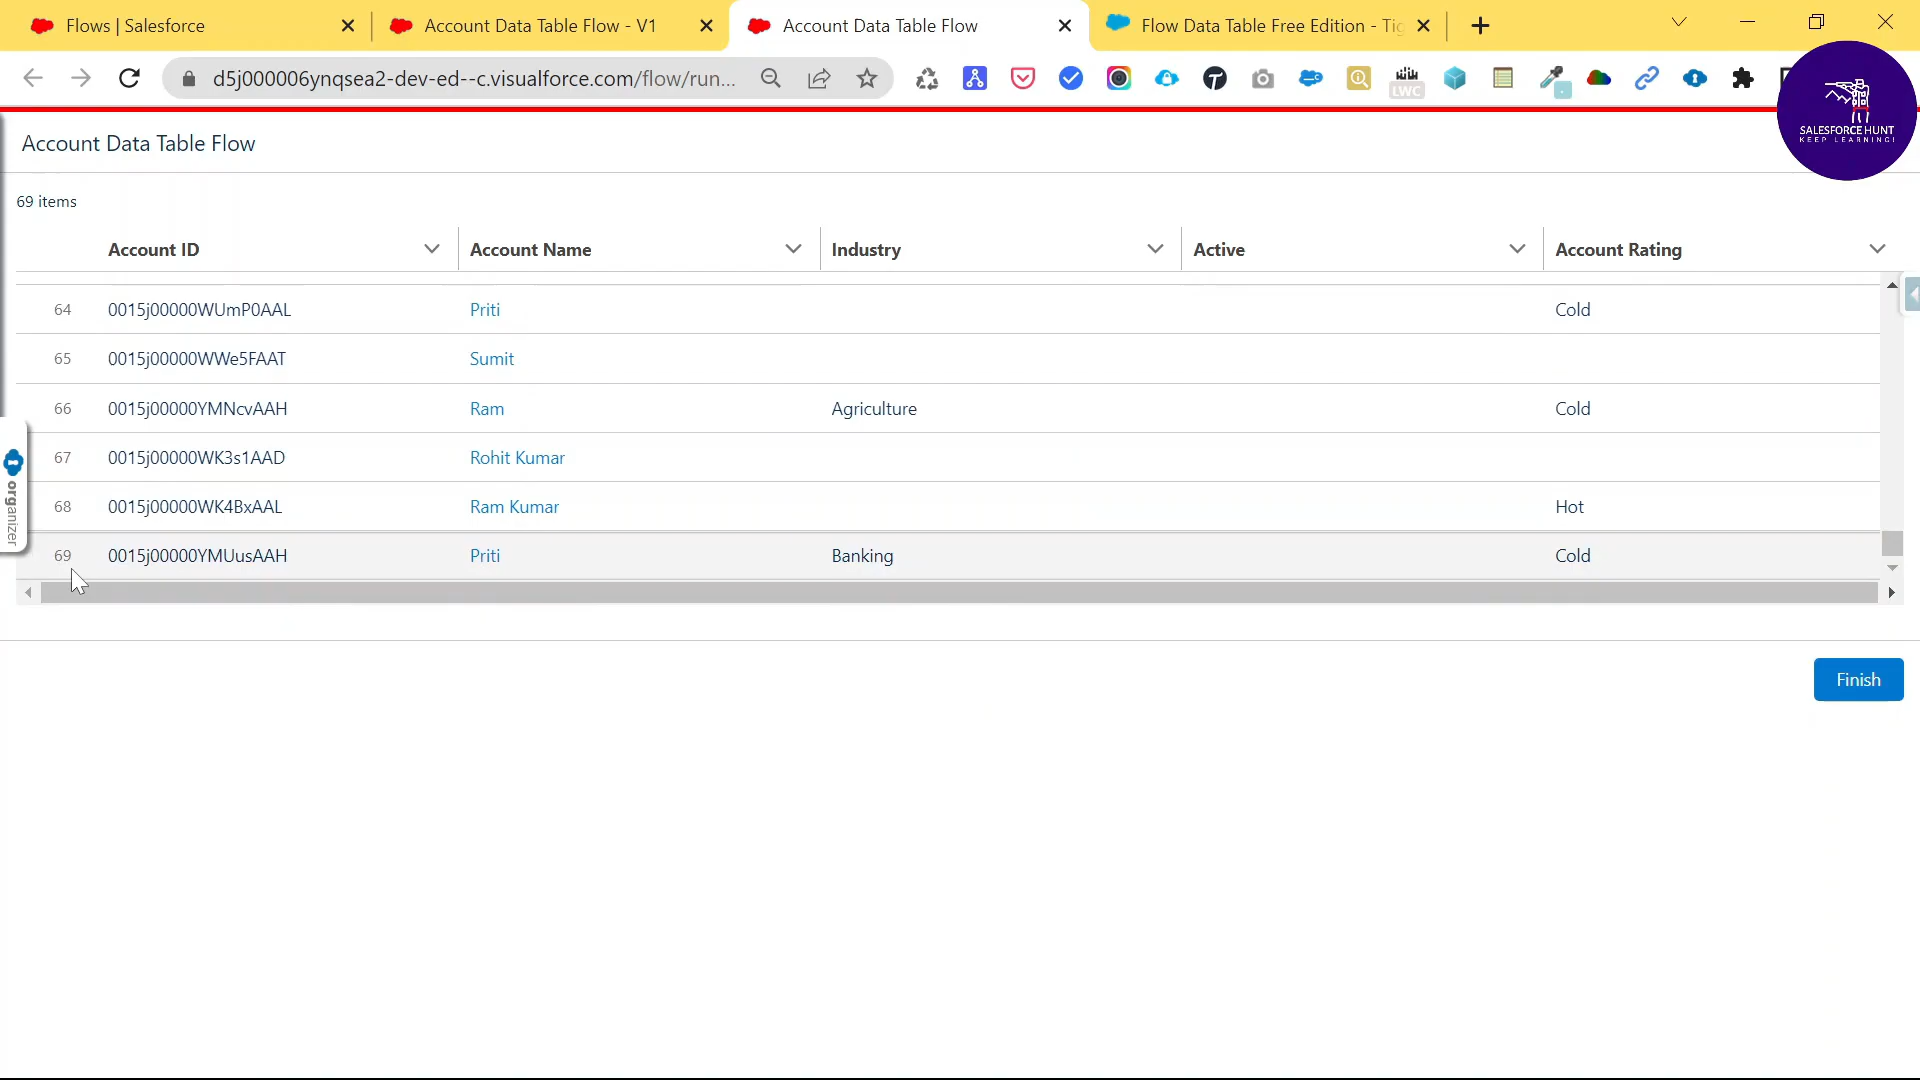 Flows | Salesforce
Account Data Table Flow - V1
Account Data Table Flow
Flow Data Table Free Edition - Tig
d5j000006ynqsea2-dev-ed--c.visualforce.com/flow/run...
LWC
SALESFORCE HUNT
KEEP LEARNING!
Account Data Table Flow
69 items
Account ID Account Name Industry Active Account Rating
64 0015j00000WUmP0AAL Priti Cold
65 0015j00000WWe5FAAT Sumit
66 0015j00000YMNcvAAH Ram Agriculture Cold
67 0015j00000WK3s1AAD Rohit Kumar
68 0015j00000WK4BxAAL Ram Kumar Hot
69 0015j00000YMUusAAH Priti Banking Cold
organizer
Finish